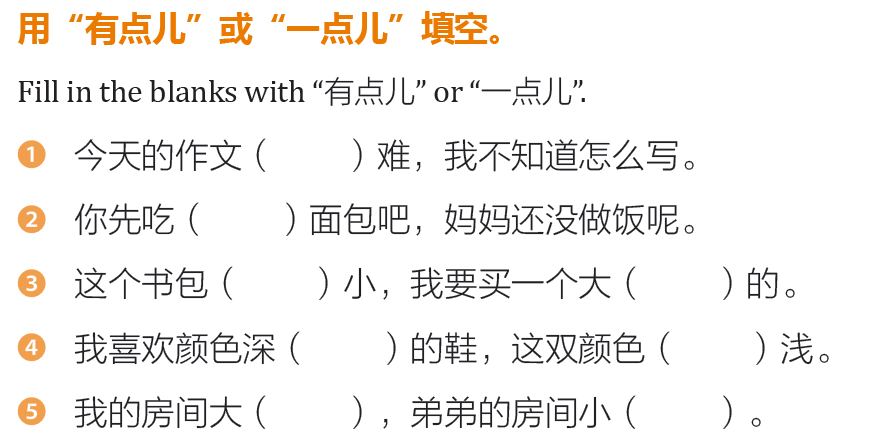 用“有点儿”或“一点儿”填空。
Fill in the blanks with “有点儿” or “一点儿”.
1 今天的作文（　　）难，我不知道怎么写。
2 你先吃（　　）面包吧，妈妈还没做饭呢。
3 这个书包（　　）小，我要买一个大（　　）的。
4 我喜欢颜色深（　　）的鞋，这双颜色（　　）浅。
5 我的房间大（　　），弟弟的房间小（　　）。